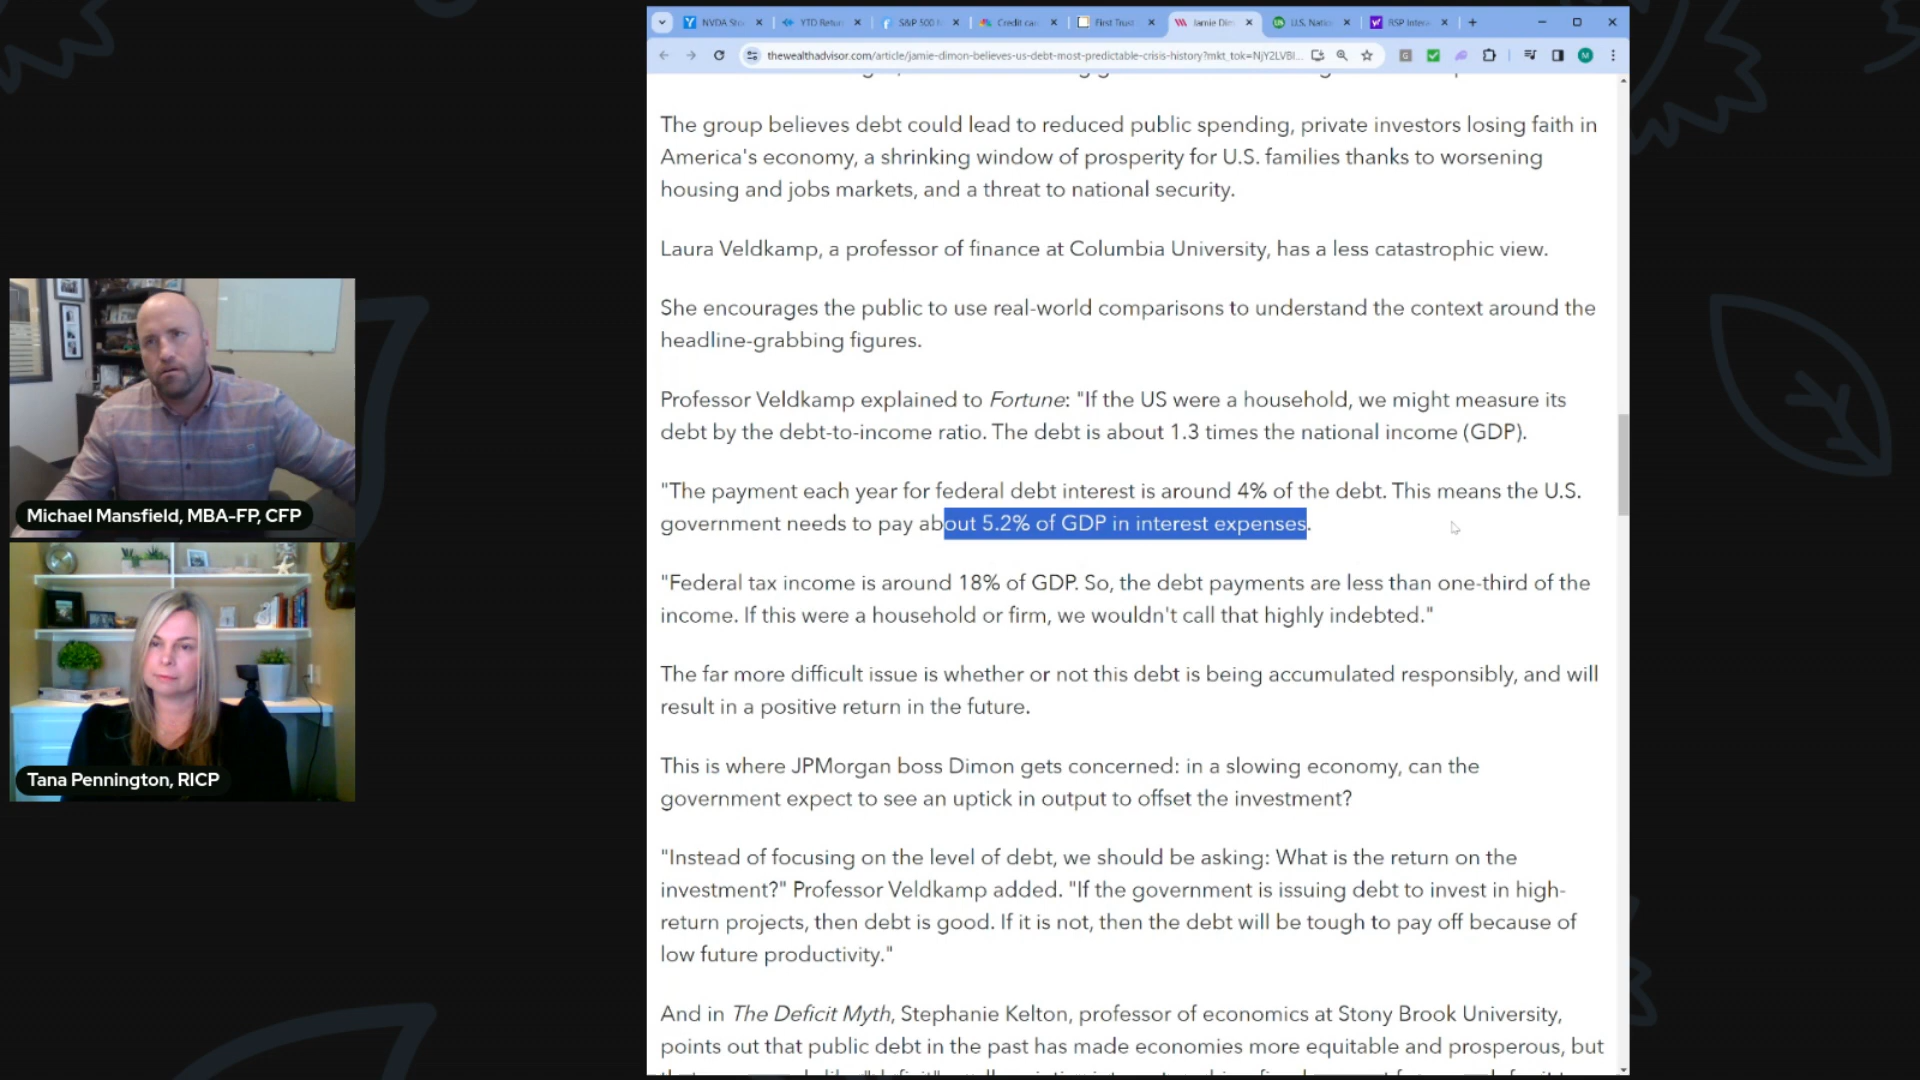 NVDA Sto
YTD Retur
S&P 500
Credit car
First Trust
Jamie Dim
U.S. Natio
RSP Intera
thewealthadvisor.com/article/jamie-dimon-believes-us-debt-most-predictable-crisis-history?mkt_tok=NjY2LVBI...
The group believes debt could lead to reduced public spending, private investors losing faith in
America's economy, a shrinking window of prosperity for U.S. families thanks to worsening
housing and jobs markets, and a threat to national security.
Laura Veldkamp, a professor of finance at Columbia University, has a less catastrophic view.
She encourages the public to use real-world comparisons to understand the context around the
headline-grabbing figures.
Professor Veldkamp explained to Fortune: "If the US were a household, we might measure its
debt by the debt-to-income ratio. The debt is about 1.3 times the national income (GDP).
"The payment each year for federal debt interest is around 4% of the debt. This means the U.S.
government needs to pay about 5.2% of GDP in interest expenses.
"Federal tax income is around 18% of GDP. So, the debt payments are less than one-third of the
income. If this were a household or firm, we wouldn't call that highly indebted."
The far more difficult issue is whether or not this debt is being accumulated responsibly, and will
result in a positive return in the future.
This is where JPMorgan boss Dimon gets concerned: in a slowing economy, can the
government expect to see an uptick in output to offset the investment?
"Instead of focusing on the level of debt, we should be asking: What is the return on the
investment?" Professor Veldkamp added. "If the government is issuing debt to invest in high-
return projects, then debt is good. If it is not, then the debt will be tough to pay off because of
low future productivity."
And in The Deficit Myth, Stephanie Kelton, professor of economics at Stony Brook University,
points out that public debt in the past has made economies more equitable and prosperous, but
Michael Mansfield, MBA-FP, CFP
Tana Pennington, RICP